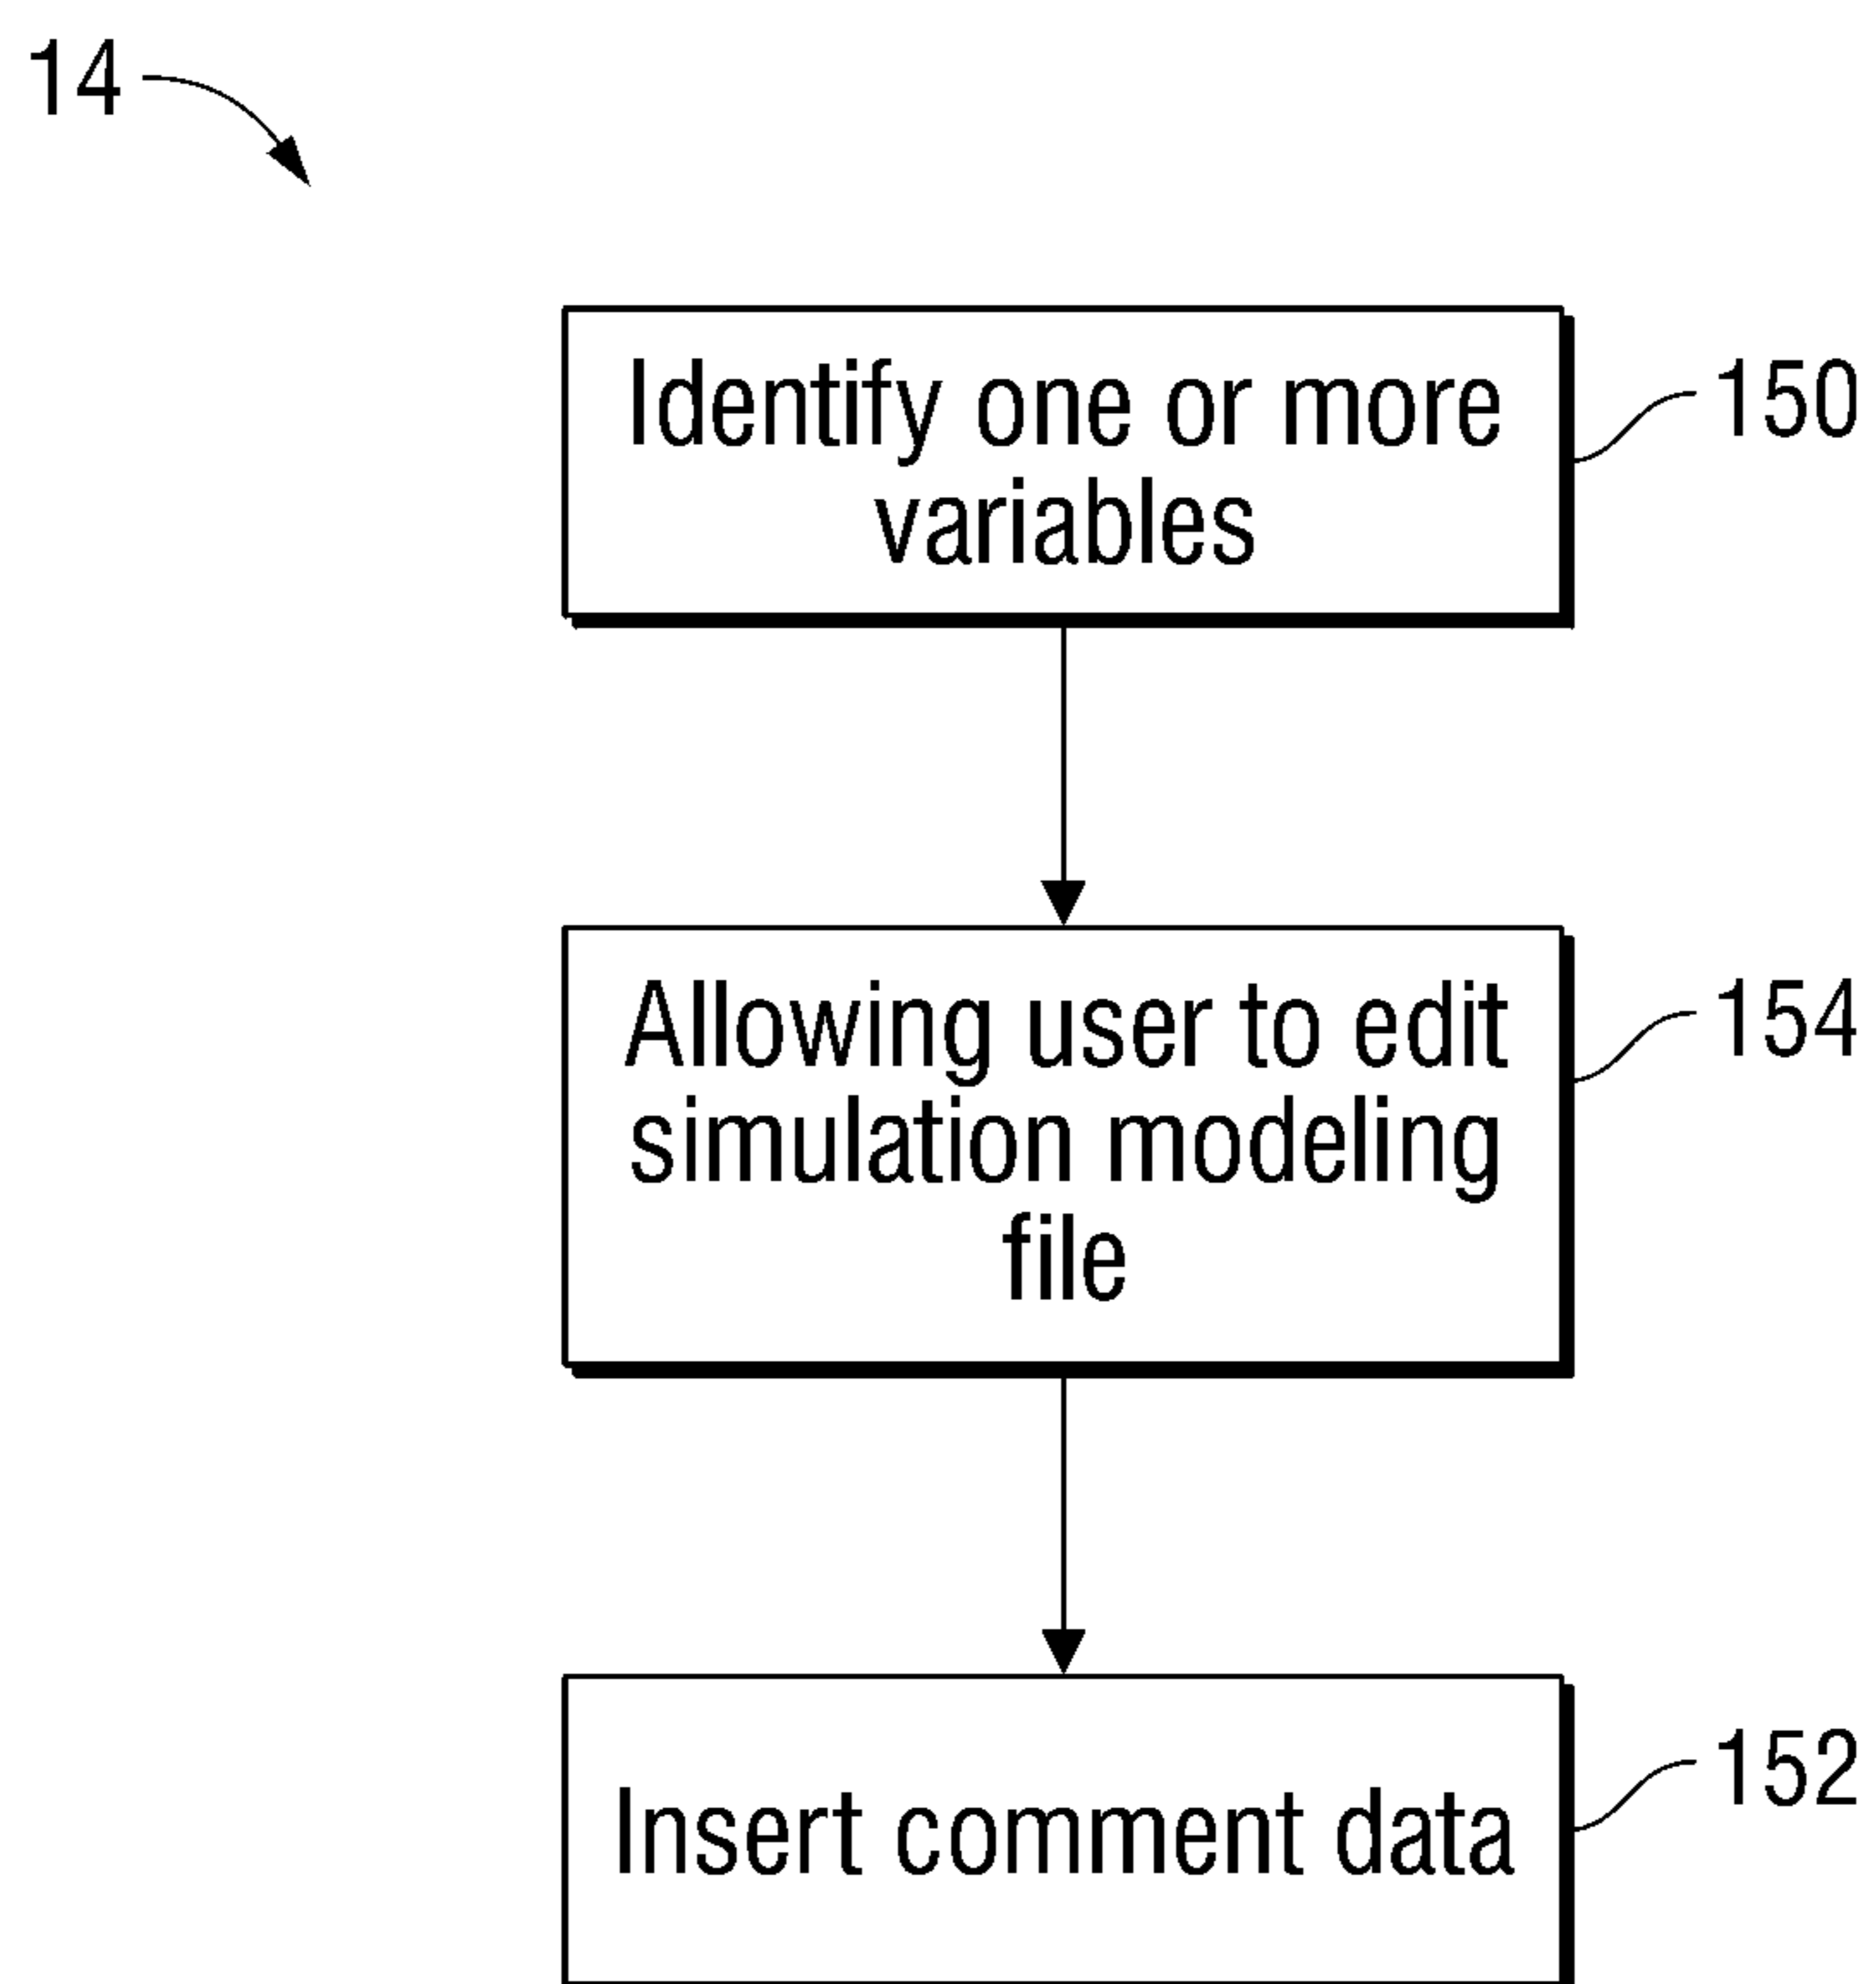 14
Identify one or more
variables
150
Allowing user to edit
simulation modeling
file
154
Insert comment data
152